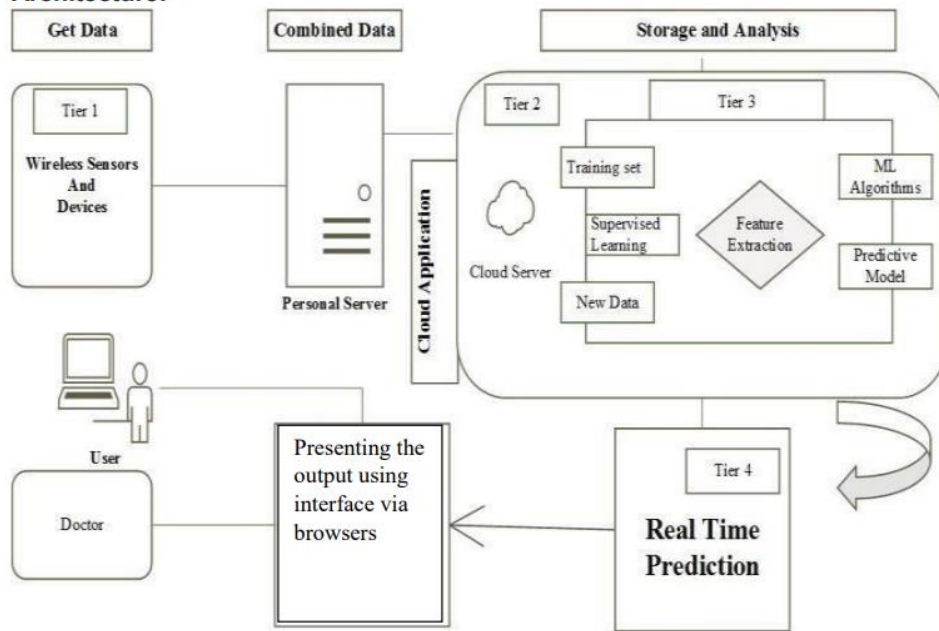 Architecture:
Get Data
Combined Data
Storage and Analysis
Tier 1
Wireless Sensors
And
Devices
Personal Server
Cloud Application
Tier 2
Cloud Server
Tier 3
Training set
Supervised
Learning
New Data
Feature
Extraction
ML
Algorithms
Predictive
Model
User
Doctor
Presenting the
output using
interface via
browsers
Tier 4
Real Time
Prediction